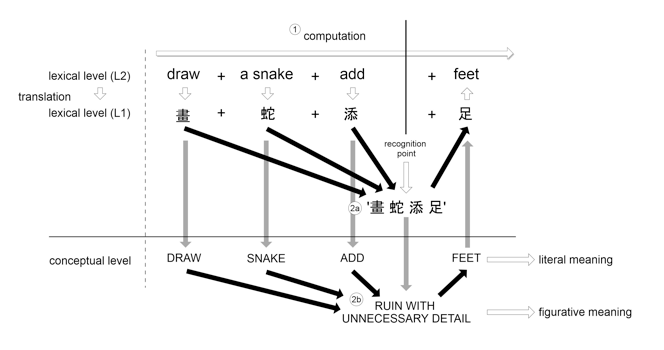 ① computation
lexical level (L2) draw + a snake + add + feet
translation
lexical level (L1) 畫 + 蛇 + 添 + 足
recognition
point
2a '畫 蛇 添 足'
conceptual level DRAW SNAKE ADD FEET literal meaning
2b RUIN WITH
UNNECESSARY DETAIL figurative meaning